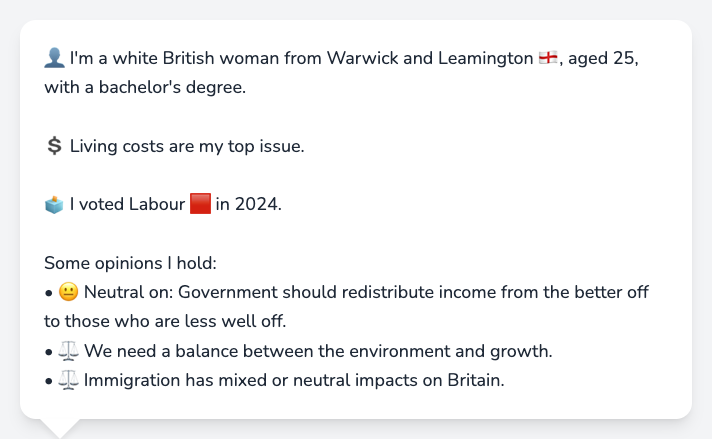 👤 I'm a white British woman from Warwick and Leamington 🏴󠁧󠁢󠁥󠁮󠁧󠁿, aged 25,
with a bachelor's degree.
💲 Living costs are my top issue.
🗳️ I voted Labour 🟥 in 2024.
Some opinions I hold:
• 😐 Neutral on: Government should redistribute income from the better off
to those who are less well off.
• ⚖️ We need a balance between the environment and growth.
• ⚖️ Immigration has mixed or neutral impacts on Britain.